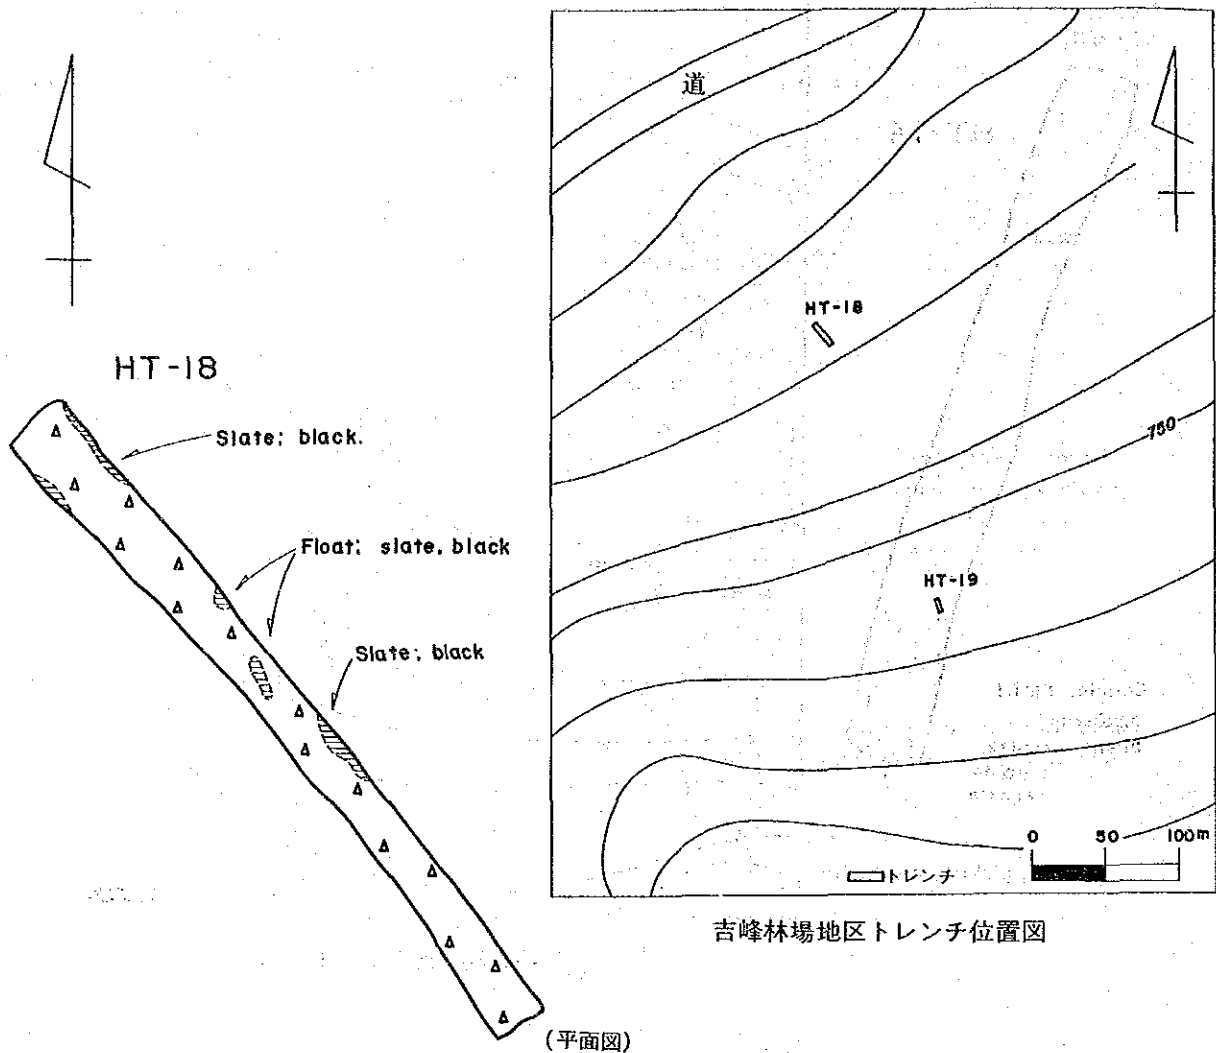 HT-18
Slate; black.
Float; slate, black
Slate; black
(平面図)
道
HT-18
750
HT-19
0 50 100m
トレンチ
吉峰林場地区トレンチ位置図